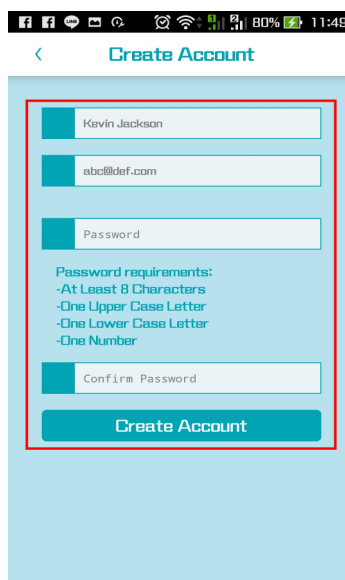 80% 11:49
Create Account
Kevin Jackson
abc@def.com
Password
Password requirements:
-At Least 8 Characters
-One Upper Case Letter
-One Lower Case Letter
-One Number
Confirm Password
Create Account